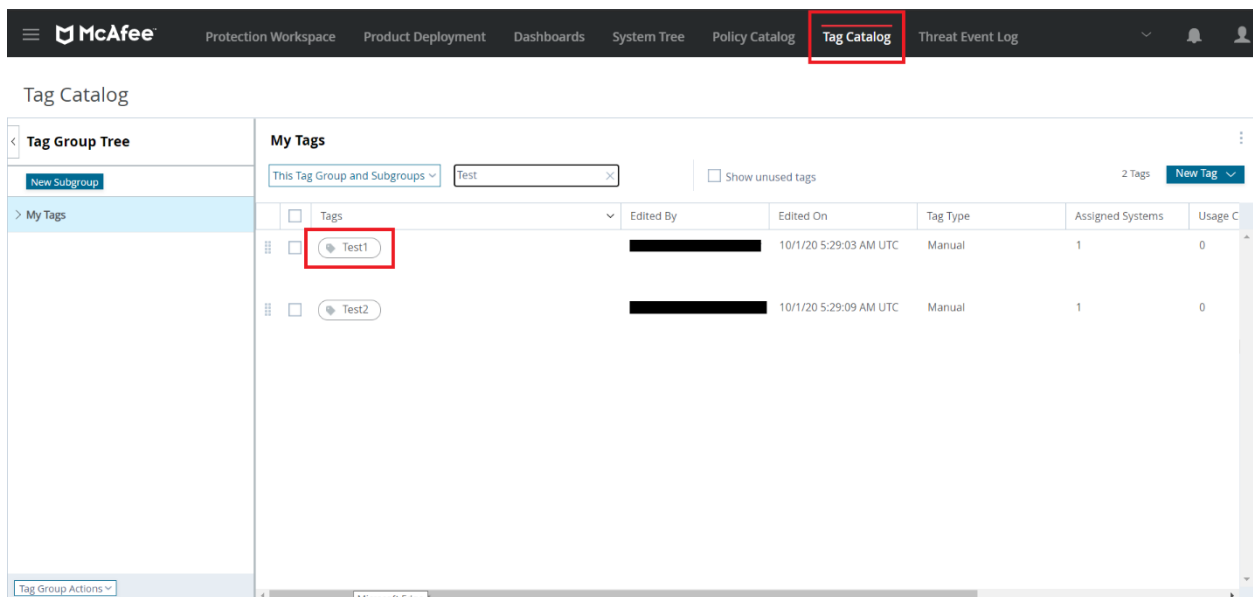 McAfee Protection Workspace Product Deployment Dashboards System Tree Policy Catalog Tag Catalog Threat Event Log
Tag Catalog
Tag Group Tree
New Subgroup
My Tags
Tag Group Actions
My Tags
This Tag Group and Subgroups Test Show unused tags 2 Tags New Tag
Tags Edited By Edited On Tag Type Assigned Systems Usage C
Test1 10/1/20 5:29:03 AM UTC Manual 1 0
Test2 10/1/20 5:29:09 AM UTC Manual 1 0